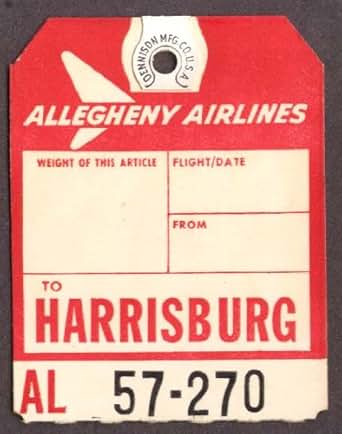 DENNISON MFG. CO. U.S.A.
ALLEGHENY AIRLINES
WEIGHT OF THIS ARTICLE
FLIGHT/DATE
FROM
TO
HARRISBURG
AL 57-270